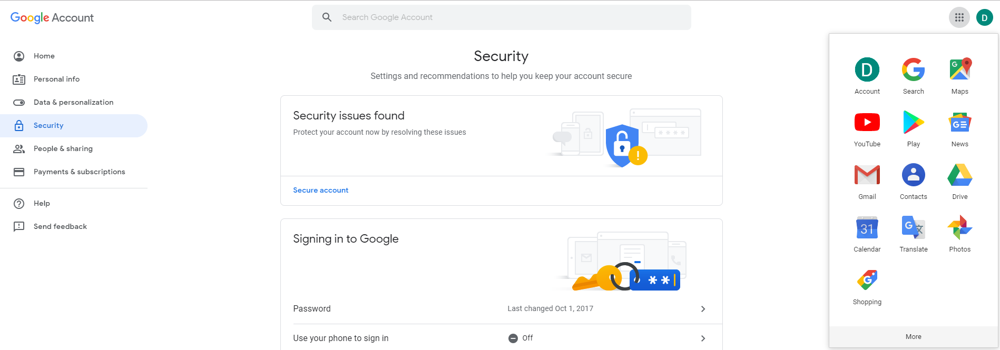 Google Account
Search Google Account
D
Home
Personal info
Data & personalization
Security
People & sharing
Payments & subscriptions
Help
Send feedback
Security
Settings and recommendations to help you keep your account secure
Security issues found
Protect your account now by resolving these issues
****
!
Secure account
Signing in to Google
**
Password
Last changed Oct 1, 2017
Use your phone to sign in
Off
D
G
Account
Search
Maps
G
YouTube
Play
News
Gmail
Contacts
Drive
31
G 文
Calendar
Translate
Photos
G
Shopping
More